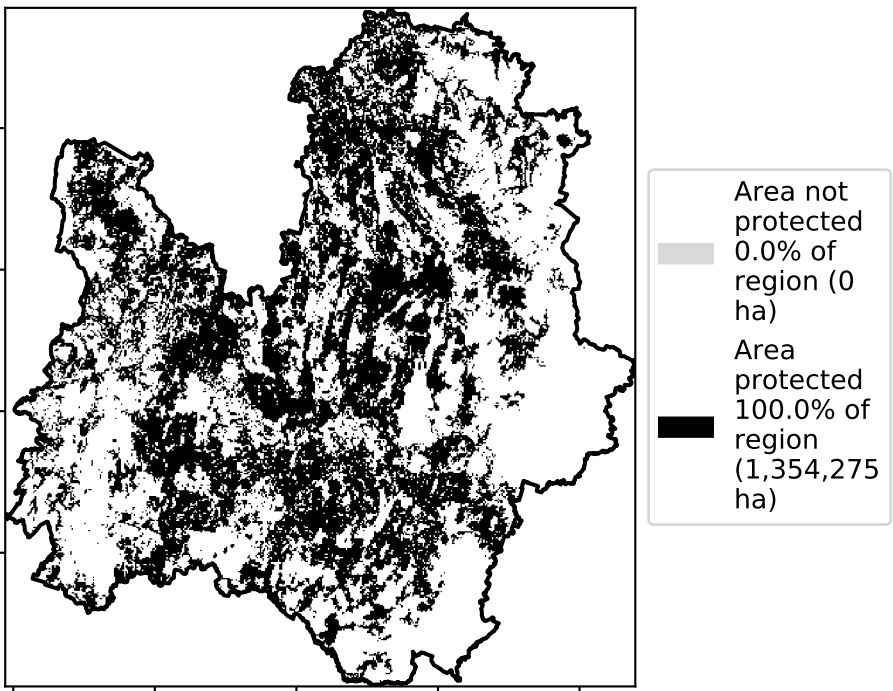 Area not
protected
0.0% of
region (0
ha)
Area
protected
100.0% of
region
(1,354,275
ha)